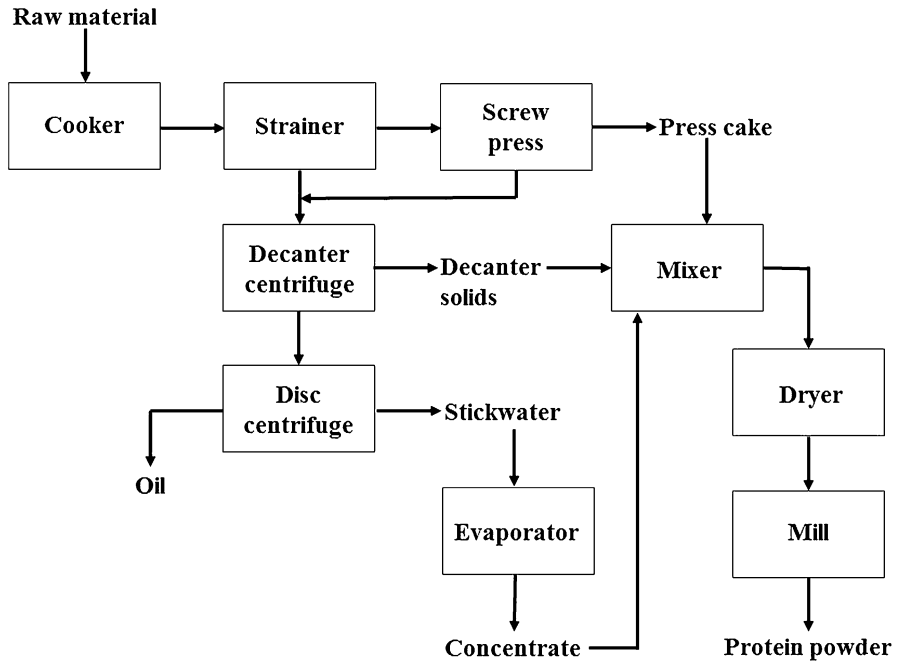 Raw material
Cooker
Strainer
Screw
press
Press cake
Decanter
centrifuge
Decanter
solids
Mixer
Disc
centrifuge
Stickwater
Dryer
Oil
Evaporator
Mill
Concentrate
Protein powder